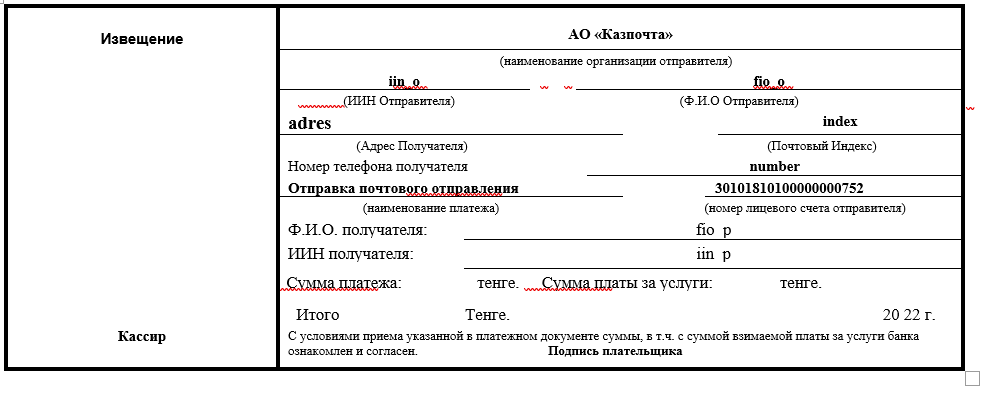 Извещение
АО «Казпочта»
(наименование организации отправителя)
iin_o fio_o
(ИИН Отправителя) (Ф.И.О Отправителя)
adres index
(Адрес Получателя) (Почтовый Индекс)
Номер телефона получателя number
Отправка почтового отправления 30101810100000000752
(наименование платежа) (номер лицевого счета отправителя)
Ф.И.О. получателя: fio_p
ИИН получателя: iin_p
Сумма платежа: тенге. Сумма платы за услуги: тенге.
Итого Тенге. 20 22 г.
Кассир
С условиями приема указанной в платежном документе суммы, в т.ч. с суммой взимаемой платы за услуги банка
ознакомлен и согласен. Подпись плательщика